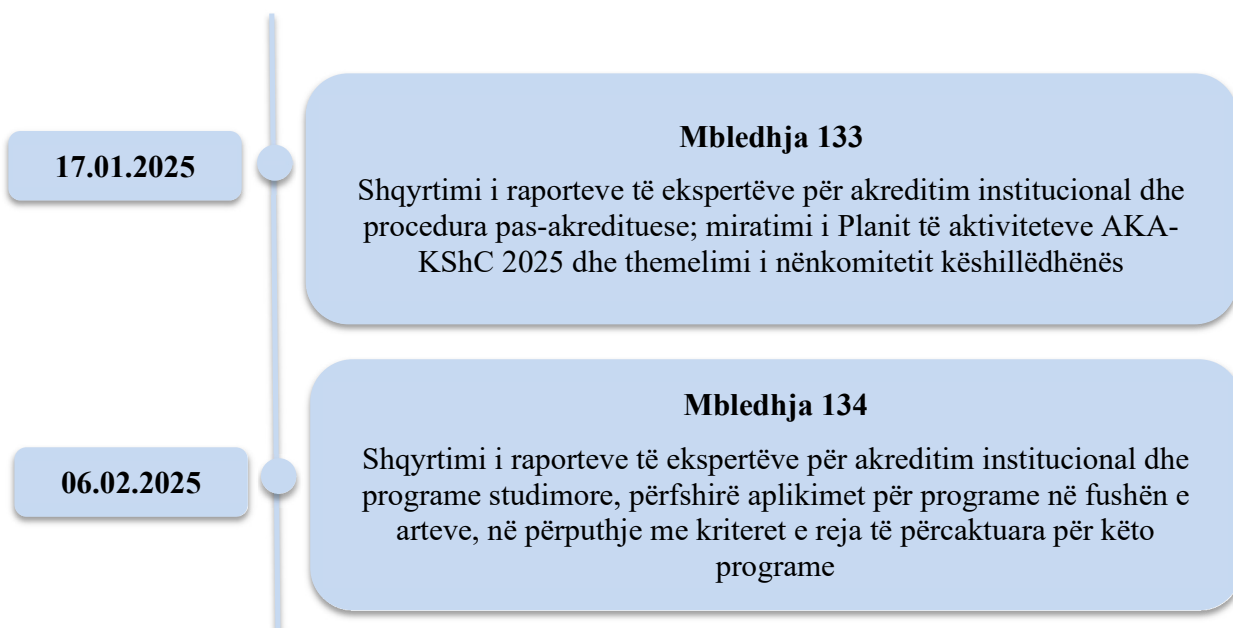 17.01.2025
Mbledhja 133
Shqyrtimi i raporteve të ekspertëve për akreditim institucional dhe
procedura pas-akredituese; miratimi i Planit të aktiviteteve AKA-
KShC 2025 dhe themelimi i nënkomitetit këshillëdhënës
06.02.2025
Mbledhja 134
Shqyrtimi i raporteve të ekspertëve për akreditim institucional dhe
programe studimore, përfshirë aplikimet për programe në fushën e
arteve, në përputhje me kriteret e reja të përcaktuara për këto
programe